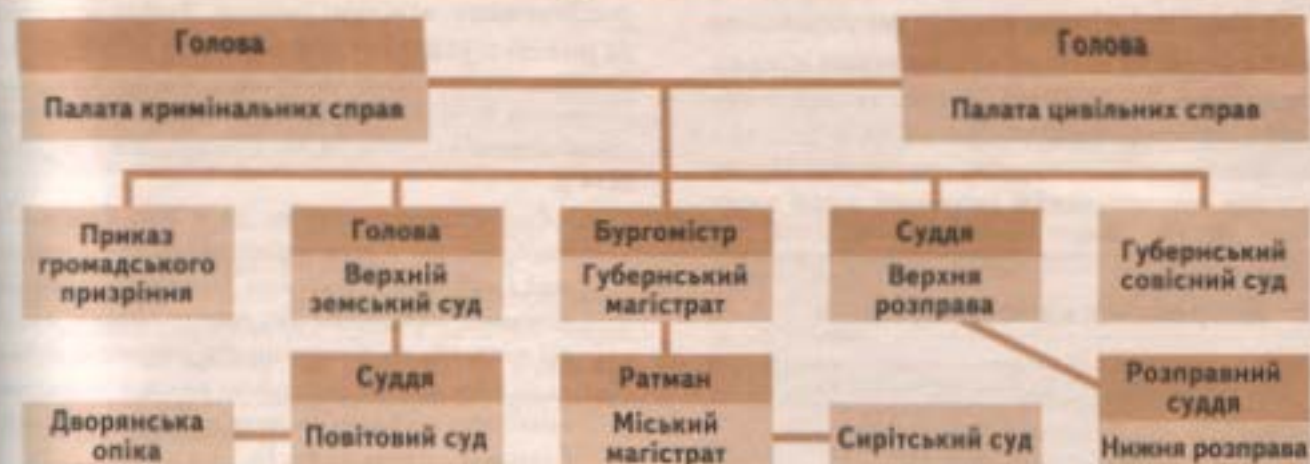 Голова
Палата кримінальних справ
Голова
Палата цивільних справ
Приказ
громадського
призріння
Голова
Верхній
земський суд
Бургомістр
Губернський
магістрат
Суддя
Верхня
розправа
Губернський
совісний суд
Дворянська
опіка
Суддя
Повітовий суд
Ратман
Міський
магістрат
Сирітський суд
Розправний
суддя
Нижня розправа